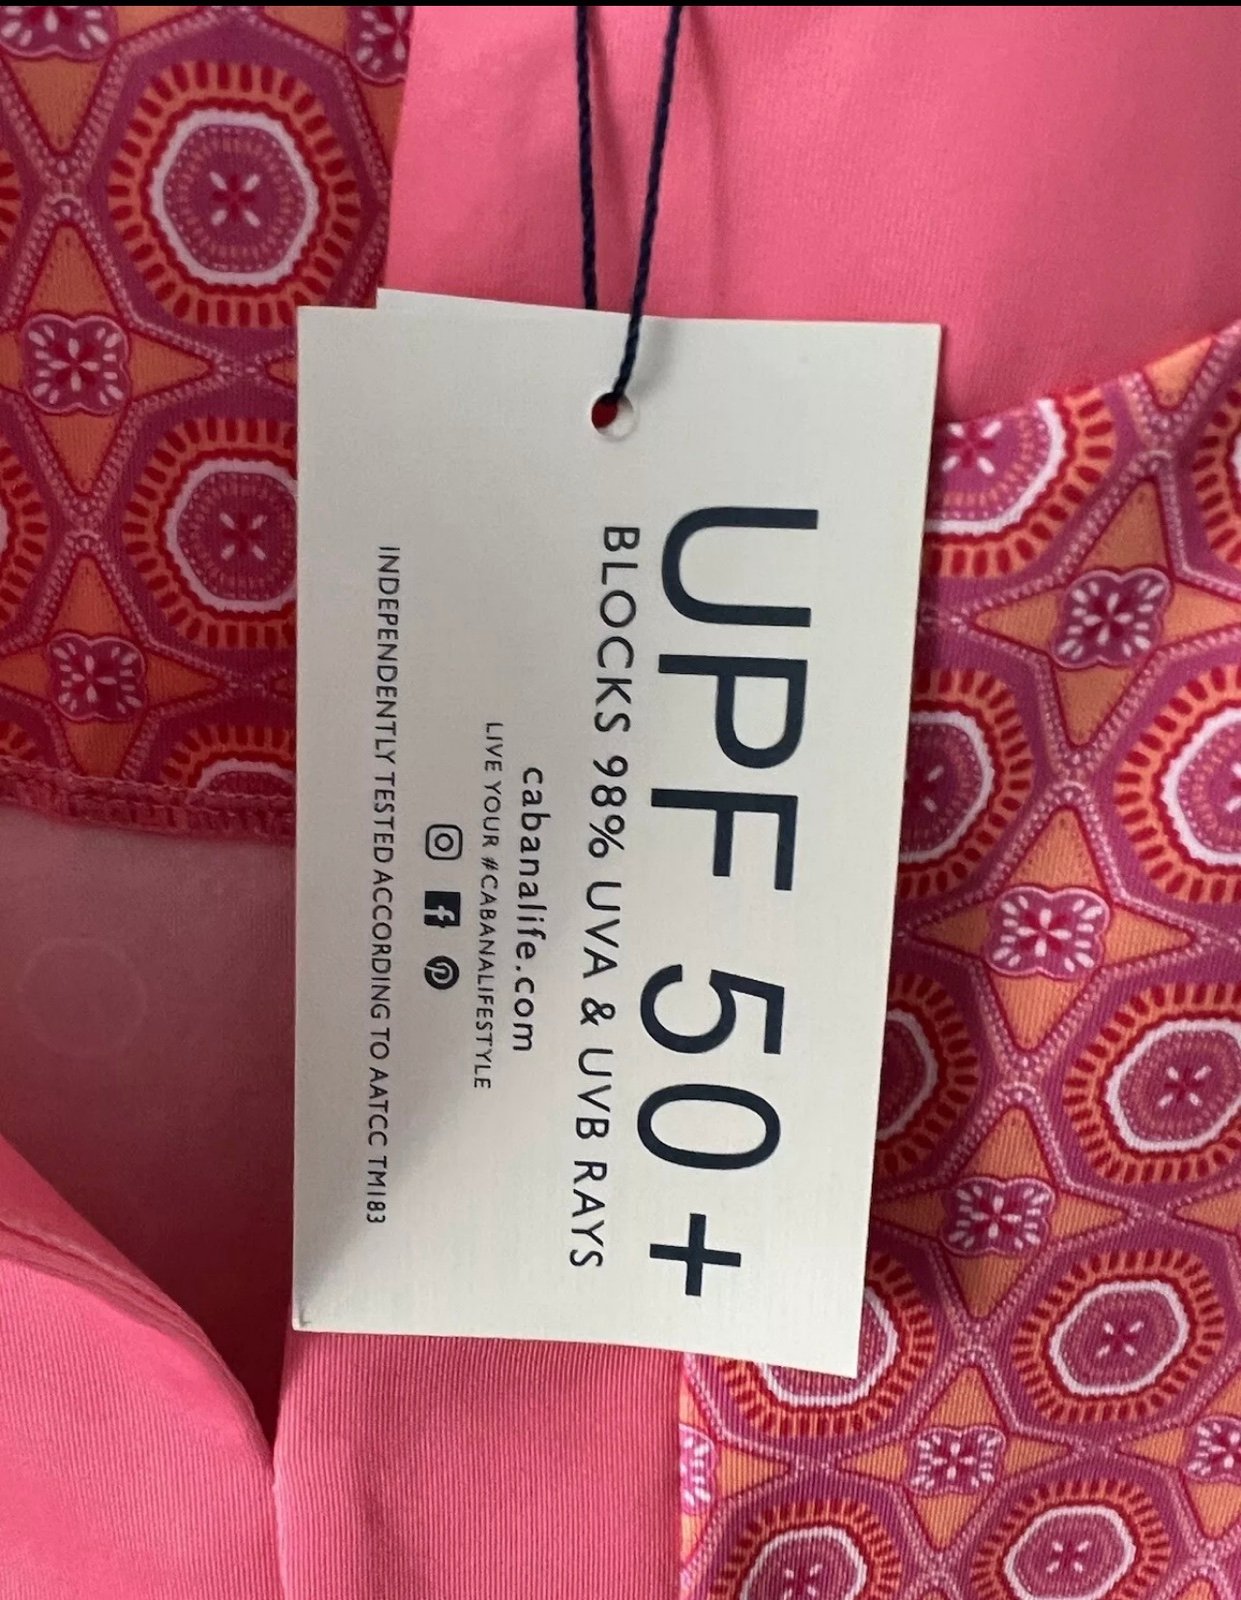 UPF 50+
BLOCKS 98% UVA & UVB RAYS
cabanalife.com
LIVE YOUR #CABANALIFESTYLE
INDEPENDENTLY TESTED ACCORDING TO AATCC TM183